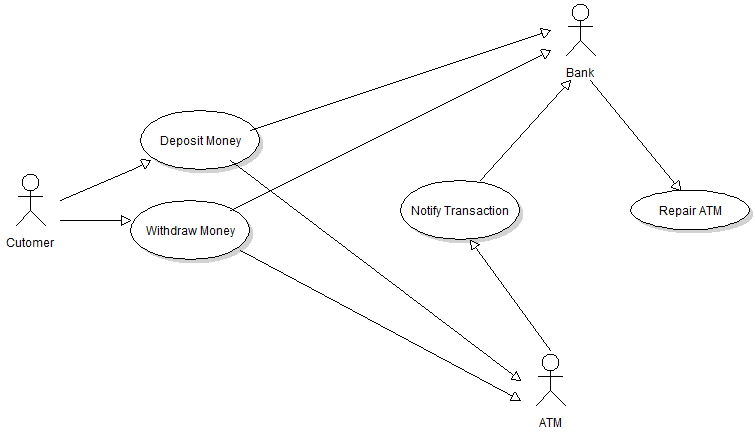 Bank
Deposit Money
Notify Transaction
Repair ATM
Withdraw Money
Cutomer
ATM